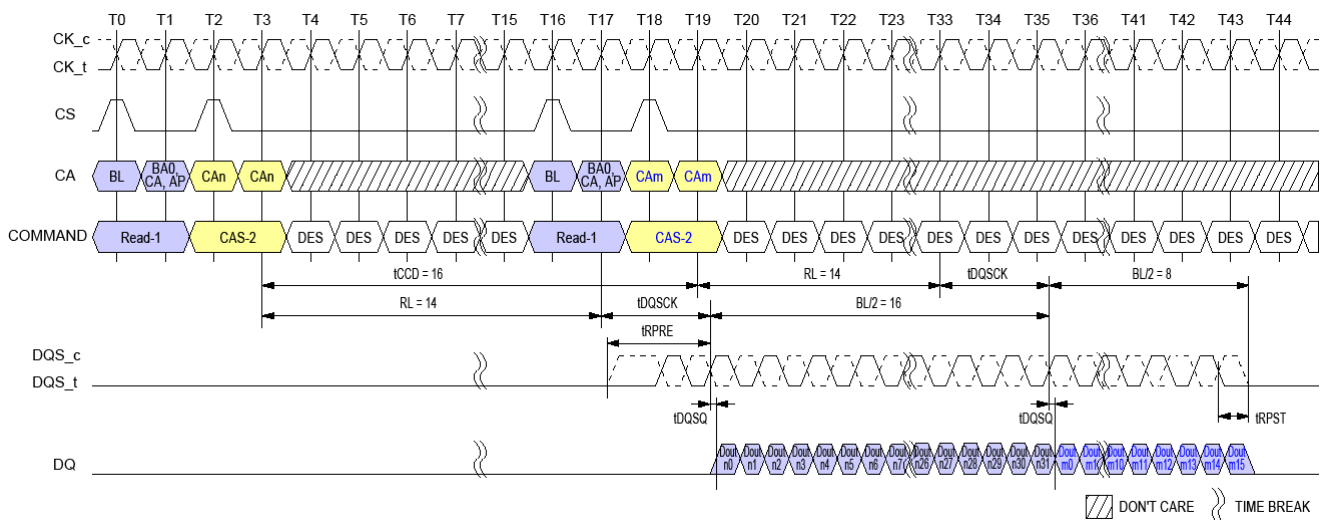 T0 T1 T2 T3 T4 T5 T6 T7 T15 T16 T17 T18 T19 T20 T21 T22 T23 T33 T34 T35 T36 T41 T42 T43 T44
CK_c
CK_t
CS
CA BL BA0, CA, AP CAn CAn BL BA0, CA, AP CAm CAm
COMMAND Read-1 CAS-2 DES DES DES DES DES Read-1 CAS-2 DES DES DES DES DES DES DES DES DES DES DES DES
tCCD = 16 RL = 14 tDQSCK BL/2 = 8
RL = 14 tDQSCK BL/2 = 16
tRPRE
DQS_c
DQS_t
tDQSQ tDQSQ tRPST
DQ Dout n0 Dout n1 Dout n2 Dout n3 Dout n4 Dout n5 Dout n6 Dout n7 Dout n26 Dout n27 Dout n28 Dout n29 Dout n30 Dout n31 Dout m0 Dout m1 Dout m10 Dout m11 Dout m12 Dout m13 Dout m14 Dout m15
DON'T CARE TIME BREAK